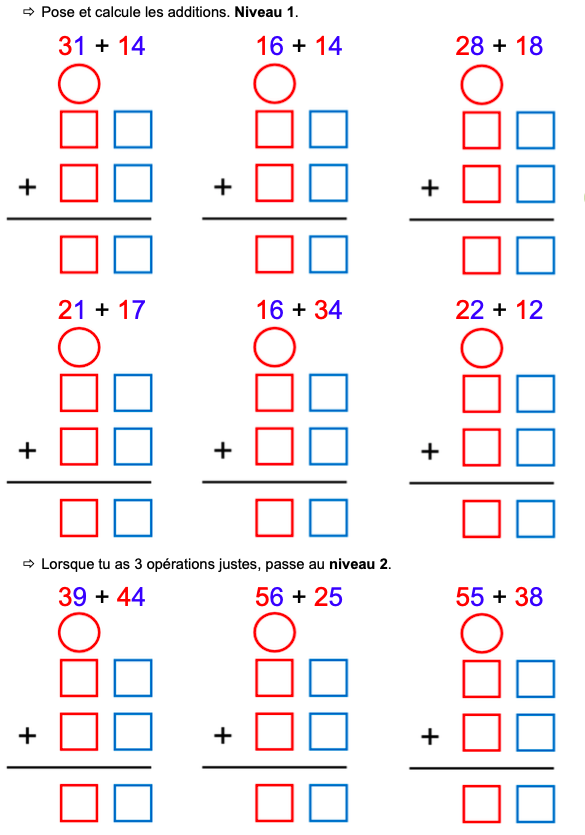 ⇨ Pose et calcule les additions. Niveau 1.
31 + 14 16 + 14 28 + 18
+ + +
21 + 17 16 + 34 22 + 12
+ + +
⇨ Lorsque tu as 3 opérations justes, passe au niveau 2.
39 + 44 56 + 25 55 + 38
+ + +